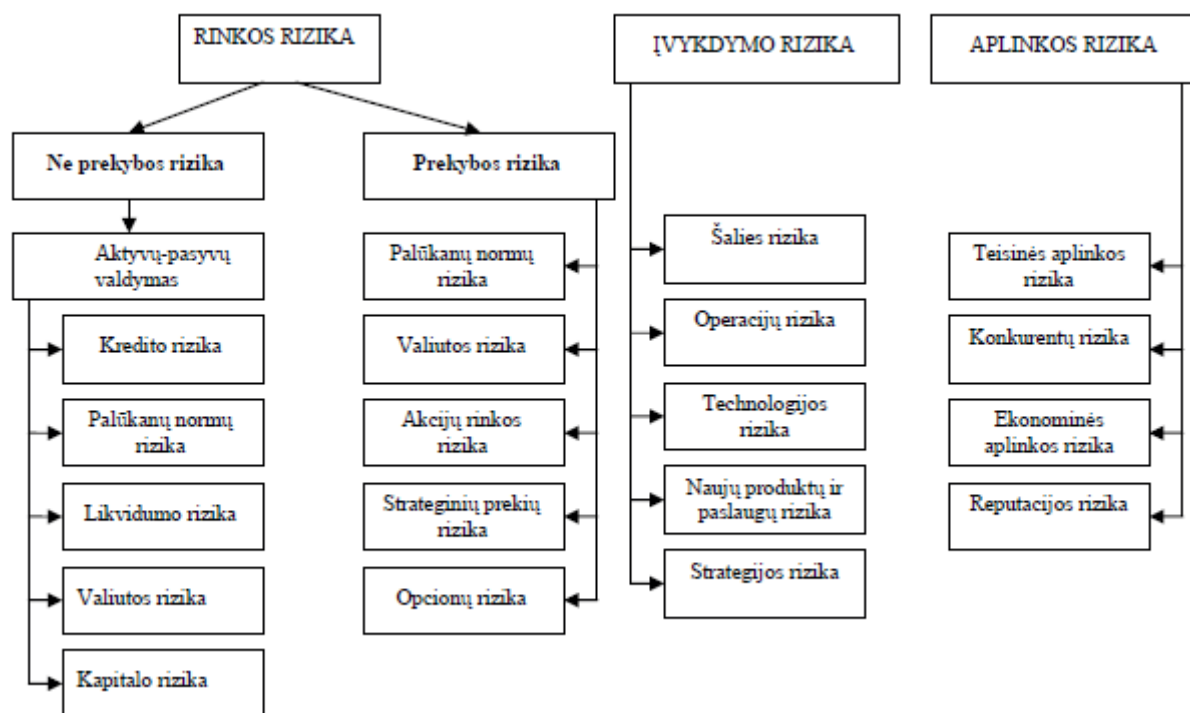 RINKOS RIZIKA
ĮVYKDYMO RIZIKA
APLINKOS RIZIKA
Ne prekybos rizika
Prekybos rizika
Aktyvų-pasyvų
valdymas
Kredito rizika
Palūkanų normų
rizika
Likvidumo rizika
Valiutos rizika
Kapitalo rizika
Palūkanų normų
rizika
Valiutos rizika
Akcijų rinkos
rizika
Strateginių prekių
rizika
Opcionų rizika
Šalies rizika
Operacijų rizika
Technologijos
rizika
Naujų produktų ir
paslaugų rizika
Strategijos rizika
Teisinės aplinkos
rizika
Konkurentų rizika
Ekonominės
aplinkos rizika
Reputacijos rizika